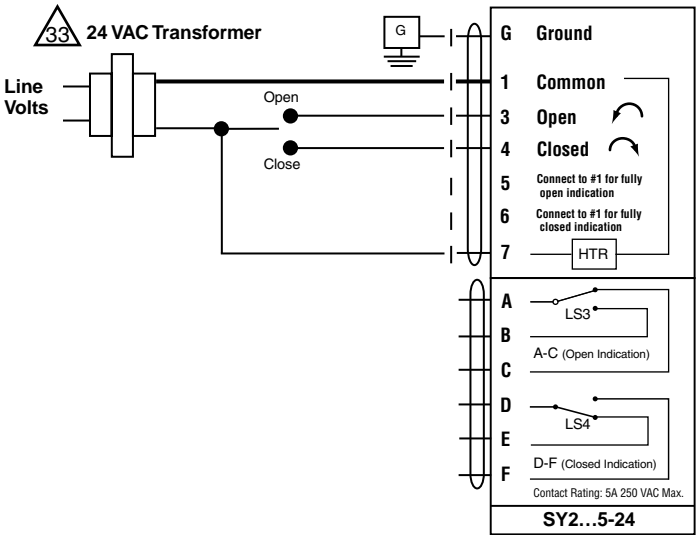 33 24 VAC Transformer
Line
Volts
G
Open
Close
G Ground
1 Common
3 Open
4 Closed
5 Connect to #1 for fully
open indication
6 Connect to #1 for fully
closed indication
7 HTR
A
LS3
B
A-C (Open Indication)
C
D
LS4
E
D-F (Closed Indication)
F
Contact Rating: 5A 250 VAC Max.
SY2...5-24